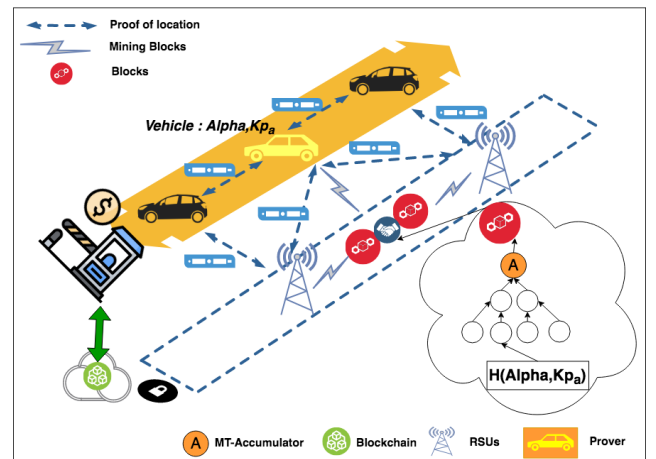 Proof of location
Mining Blocks
Blocks
Vehicle : Alpha,Kpa
$
A
H(Alpha,Kpa)
A MT-Accumulator
Blockchain
RSUs
Prover